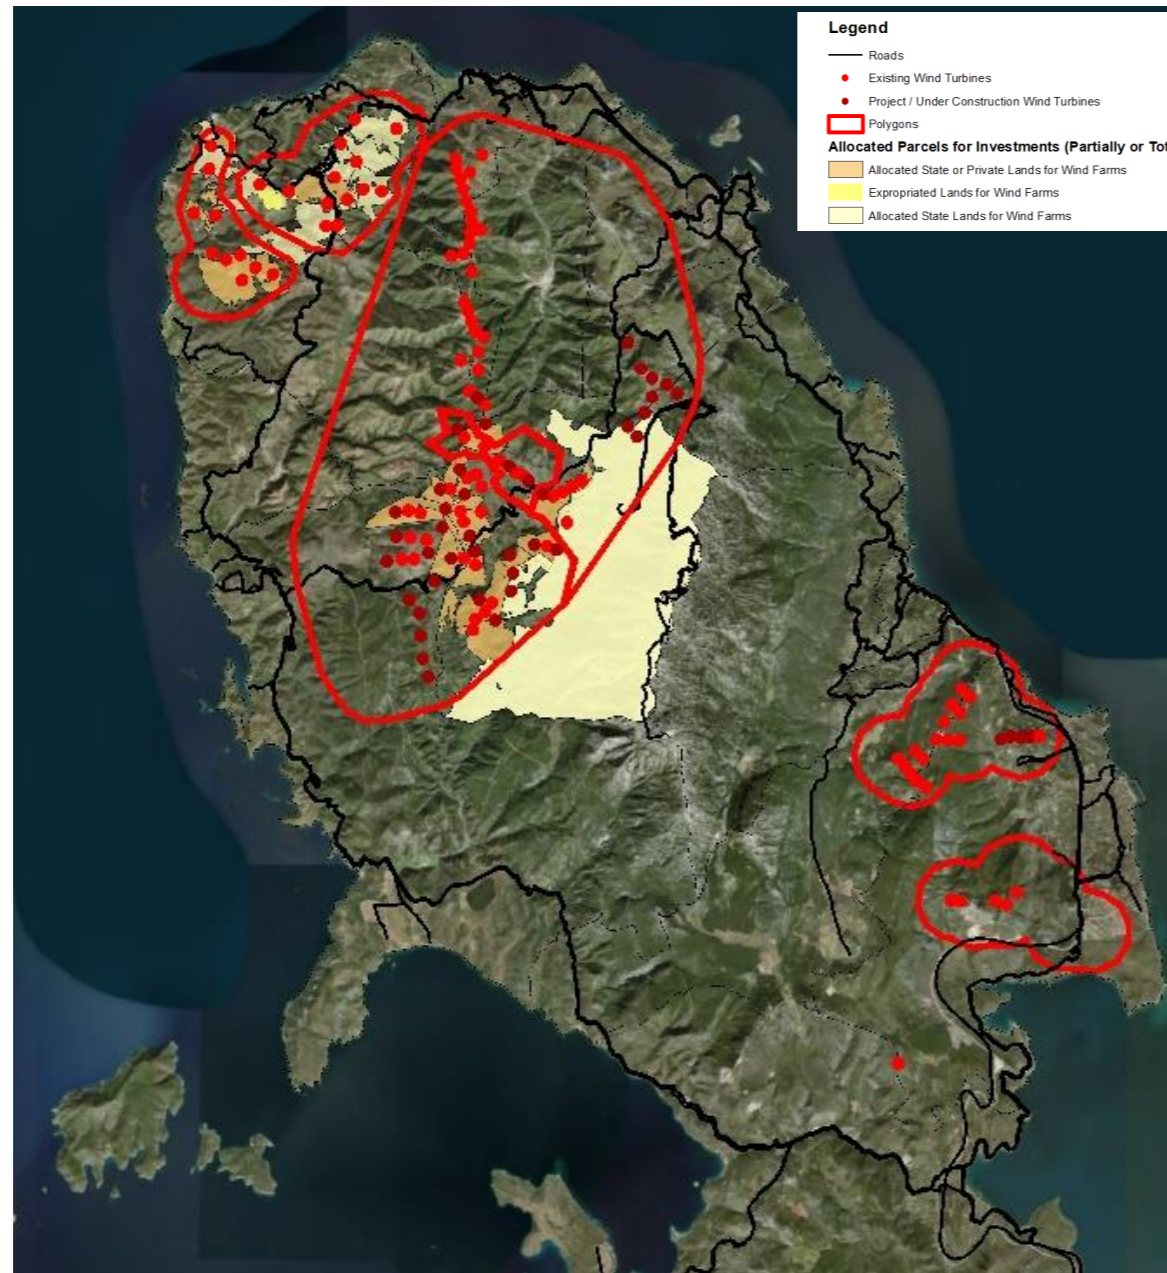 Legend
Roads
Existing Wind Turbines
Project / Under Construction Wind Turbines
Polygons
Allocated Parcels for Investments (Partially or Tot
Allocated State or Private Lands for Wind Farms
Expropriated Lands for Wind Farms
Allocated State Lands for Wind Farms